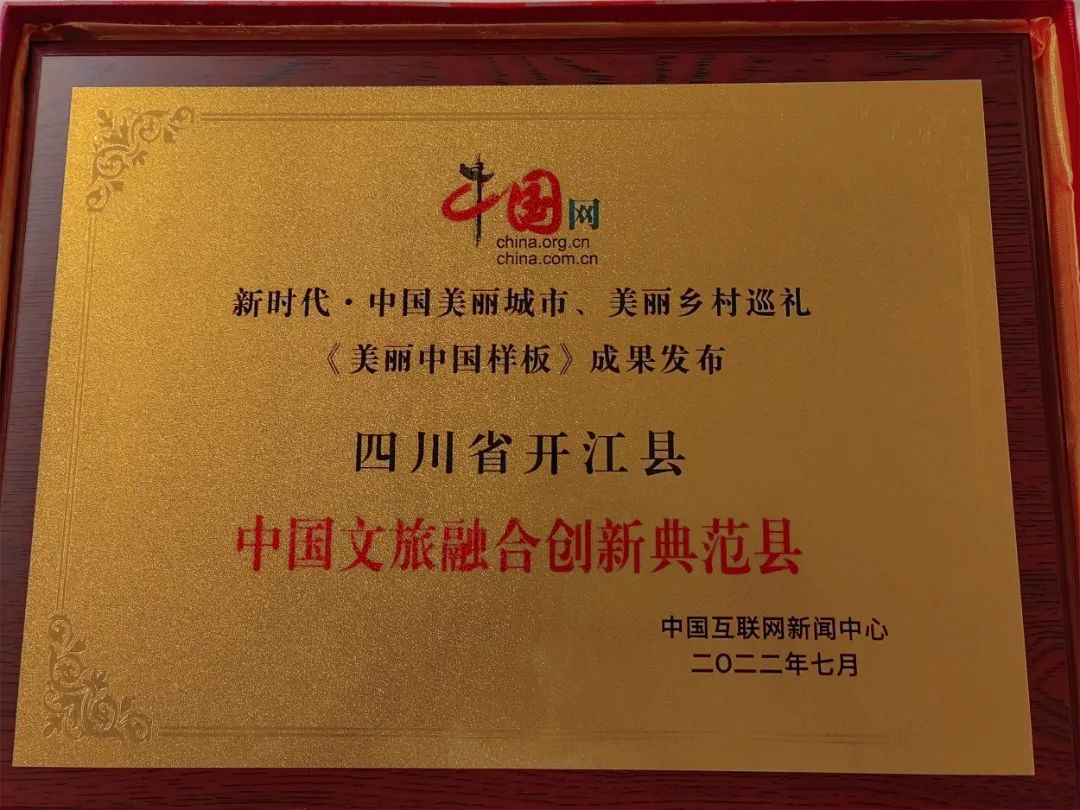 中国网
china.org.cn
china.com.cn
新时代·中国美丽城市、美丽乡村巡礼
《美丽中国样板》成果发布
四川省开江县
中国文旅融合创新典范县
中国互联网新闻中心
二〇二二年七月